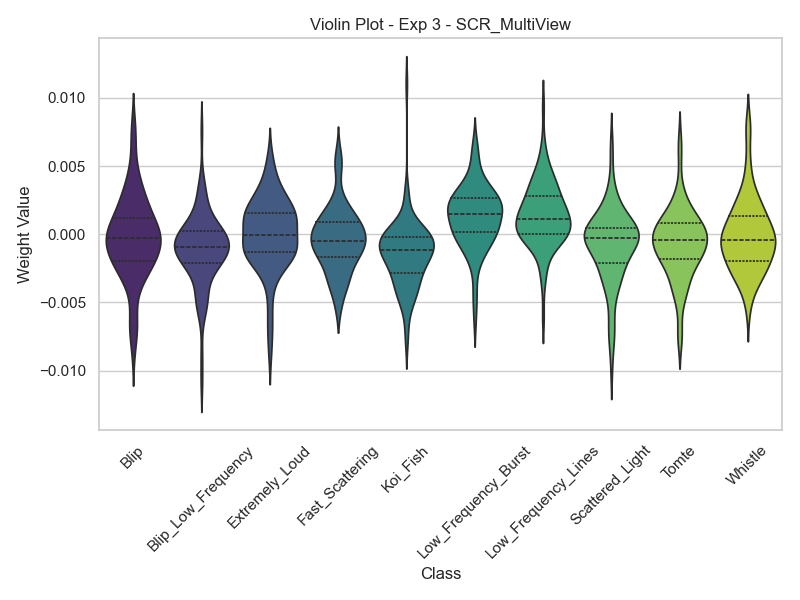 Violin Plot - Exp 3 - SCR_MultiView
Weight Value
0.010
0.005
0.000
−0.005
−0.010
Blip
Blip_Low_Frequency
Extremely_Loud
Fast_Scattering
Koi_Fish
Low_Frequency_Burst
Low_Frequency_Lines
Scattered_Light
Tomte
Whistle
Class